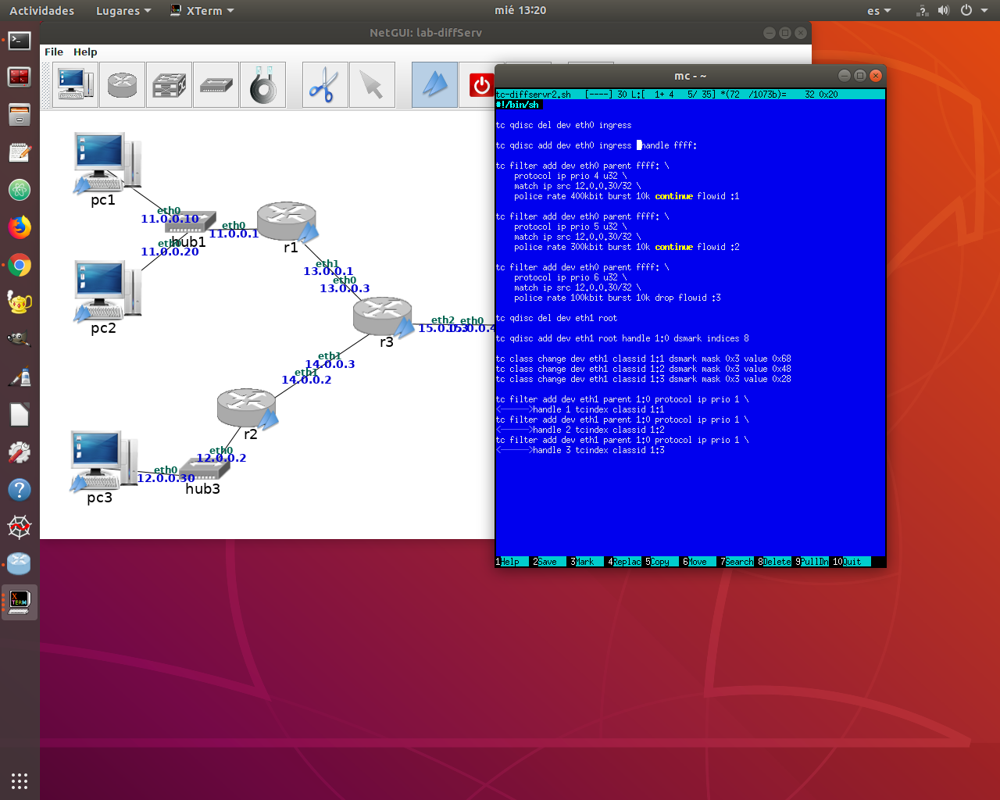 Actividades Lugares XTerm mié 13:20 es
NetGUI: lab-diffServ
File Help
mc - ~
tc-diffservr2.sh [----] 30 L:[ 1+ 4 5/ 35] *(72 /1073b)= 32 0x20
#!/bin/sh
tc qdisc del dev eth0 ingress
tc qdisc add dev eth0 ingress handle ffff:
tc filter add dev eth0 parent ffff: \
protocol ip prio 4 u32 \
match ip src 12.0.0.30/32 \
police rate 400kbit burst 10k continue flowid :1
tc filter add dev eth0 parent ffff: \
protocol ip prio 5 u32 \
match ip src 12.0.0.30/32 \
police rate 300kbit burst 10k continue flowid :2
tc filter add dev eth0 parent ffff: \
protocol ip prio 6 u32 \
match ip src 12.0.0.30/32 \
police rate 100kbit burst 10k drop flowid :3
tc qdisc del dev eth1 root
tc qdisc add dev eth1 root handle 1:0 dsmark indices 8
tc class change dev eth1 classid 1:1 dsmark mask 0x3 value 0x68
tc class change dev eth1 classid 1:2 dsmark mask 0x3 value 0x48
tc class change dev eth1 classid 1:3 dsmark mask 0x3 value 0x28
tc filter add dev eth1 parent 1:0 protocol ip prio 1 \
<------>handle 1 tcindex classid 1:1
tc filter add dev eth1 parent 1:0 protocol ip prio 1 \
<------>handle 2 tcindex classid 1:2
tc filter add dev eth1 parent 1:0 protocol ip prio 1 \
<------>handle 3 tcindex classid 1:3
1Help 2Save 3Mark 4Replac 5Copy 6Move 7Search 8Delete 9PullDn 10Quit
pc1
eth0
11.0.0.10
hub1
eth0
11.0.0.1
r1
eth0
11.0.0.20
pc2
eth1
13.0.0.1
eth0
13.0.0.3
r3
eth2
15.0.0.3
eth0
15.0.0.4
eth1
14.0.0.3
eth1
14.0.0.2
r2
eth0
12.0.0.2
eth0
12.0.0.30
hub3
pc3
X
TERM